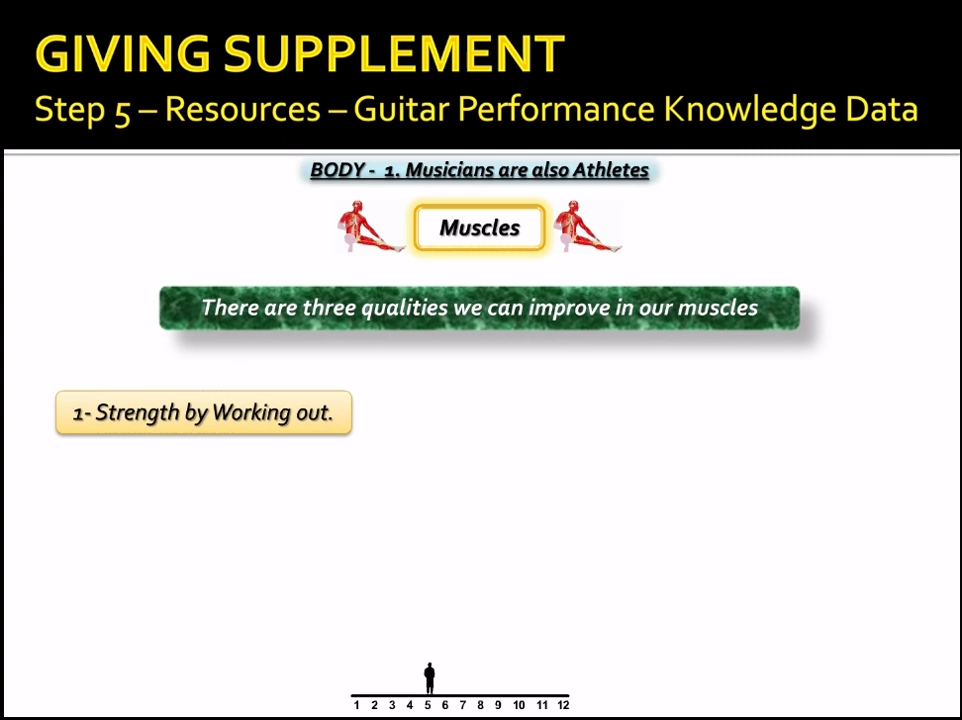 GIVING SUPPLEMENT
Step 5 – Resources – Guitar Performance Knowledge Data
BODY - 1. Musicians are also Athletes
Muscles
There are three qualities we can improve in our muscles
1- Strength by Working out.
1 2 3 4 5 6 7 8 9 10 11 12